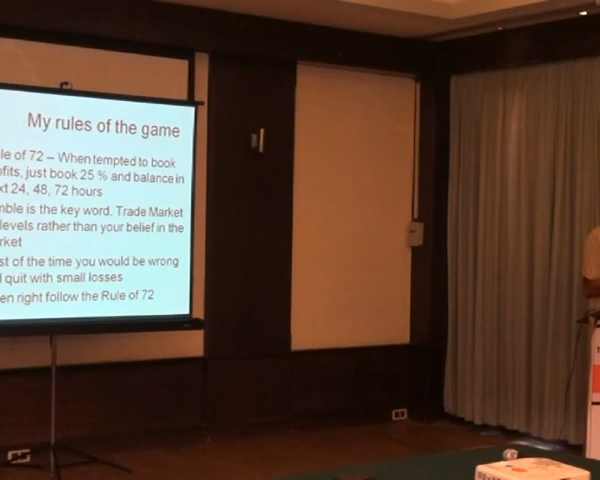 My rules of the game
le of 72 – When tempted to book
ofits, just book 25 % and balance in
xt 24, 48, 72 hours
mble is the key word. Trade Market
levels rather than your belief in the
rket
st of the time you would be wrong
d quit with small losses
en right follow the Rule of 72